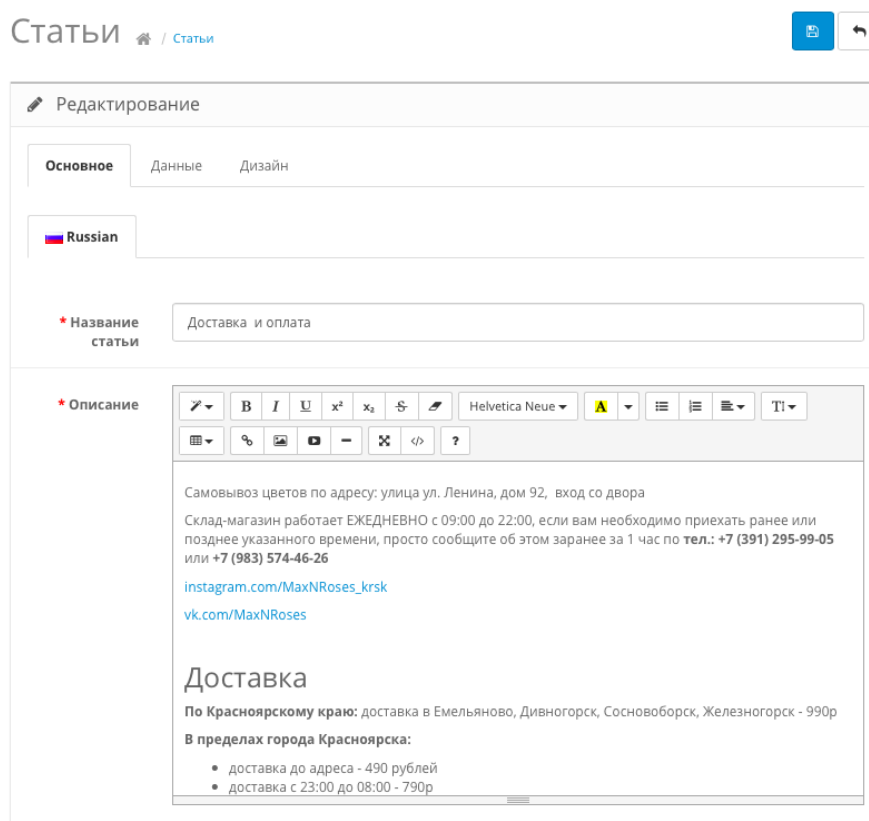 Статьи / Статьи
Редактирование
Основное Данные Дизайн
Russian
* Название
статьи
Доставка  и оплата
* Описание
B I U x² x₂ S Helvetica Neue A TI
</> ?
Самовывоз цветов по адресу: улица ул. Ленина, дом 92,  вход со двора
Склад-магазин работает ЕЖЕДНЕВНО с 09:00 до 22:00, если вам необходимо приехать ранее или
позднее указанного времени, просто сообщите об этом заранее за 1 час по тел.: +7 (391) 295-99-05
или +7 (983) 574-46-26
instagram.com/MaxNRoses_krsk
vk.com/MaxNRoses
Доставка
По Красноярскому краю: доставка в Емельяново, Дивногорск, Сосновоборск, Железногорск - 990р
В пределах города Красноярска:
• доставка до адреса - 490 рублей
• доставка с 23:00 до 08:00 - 790р